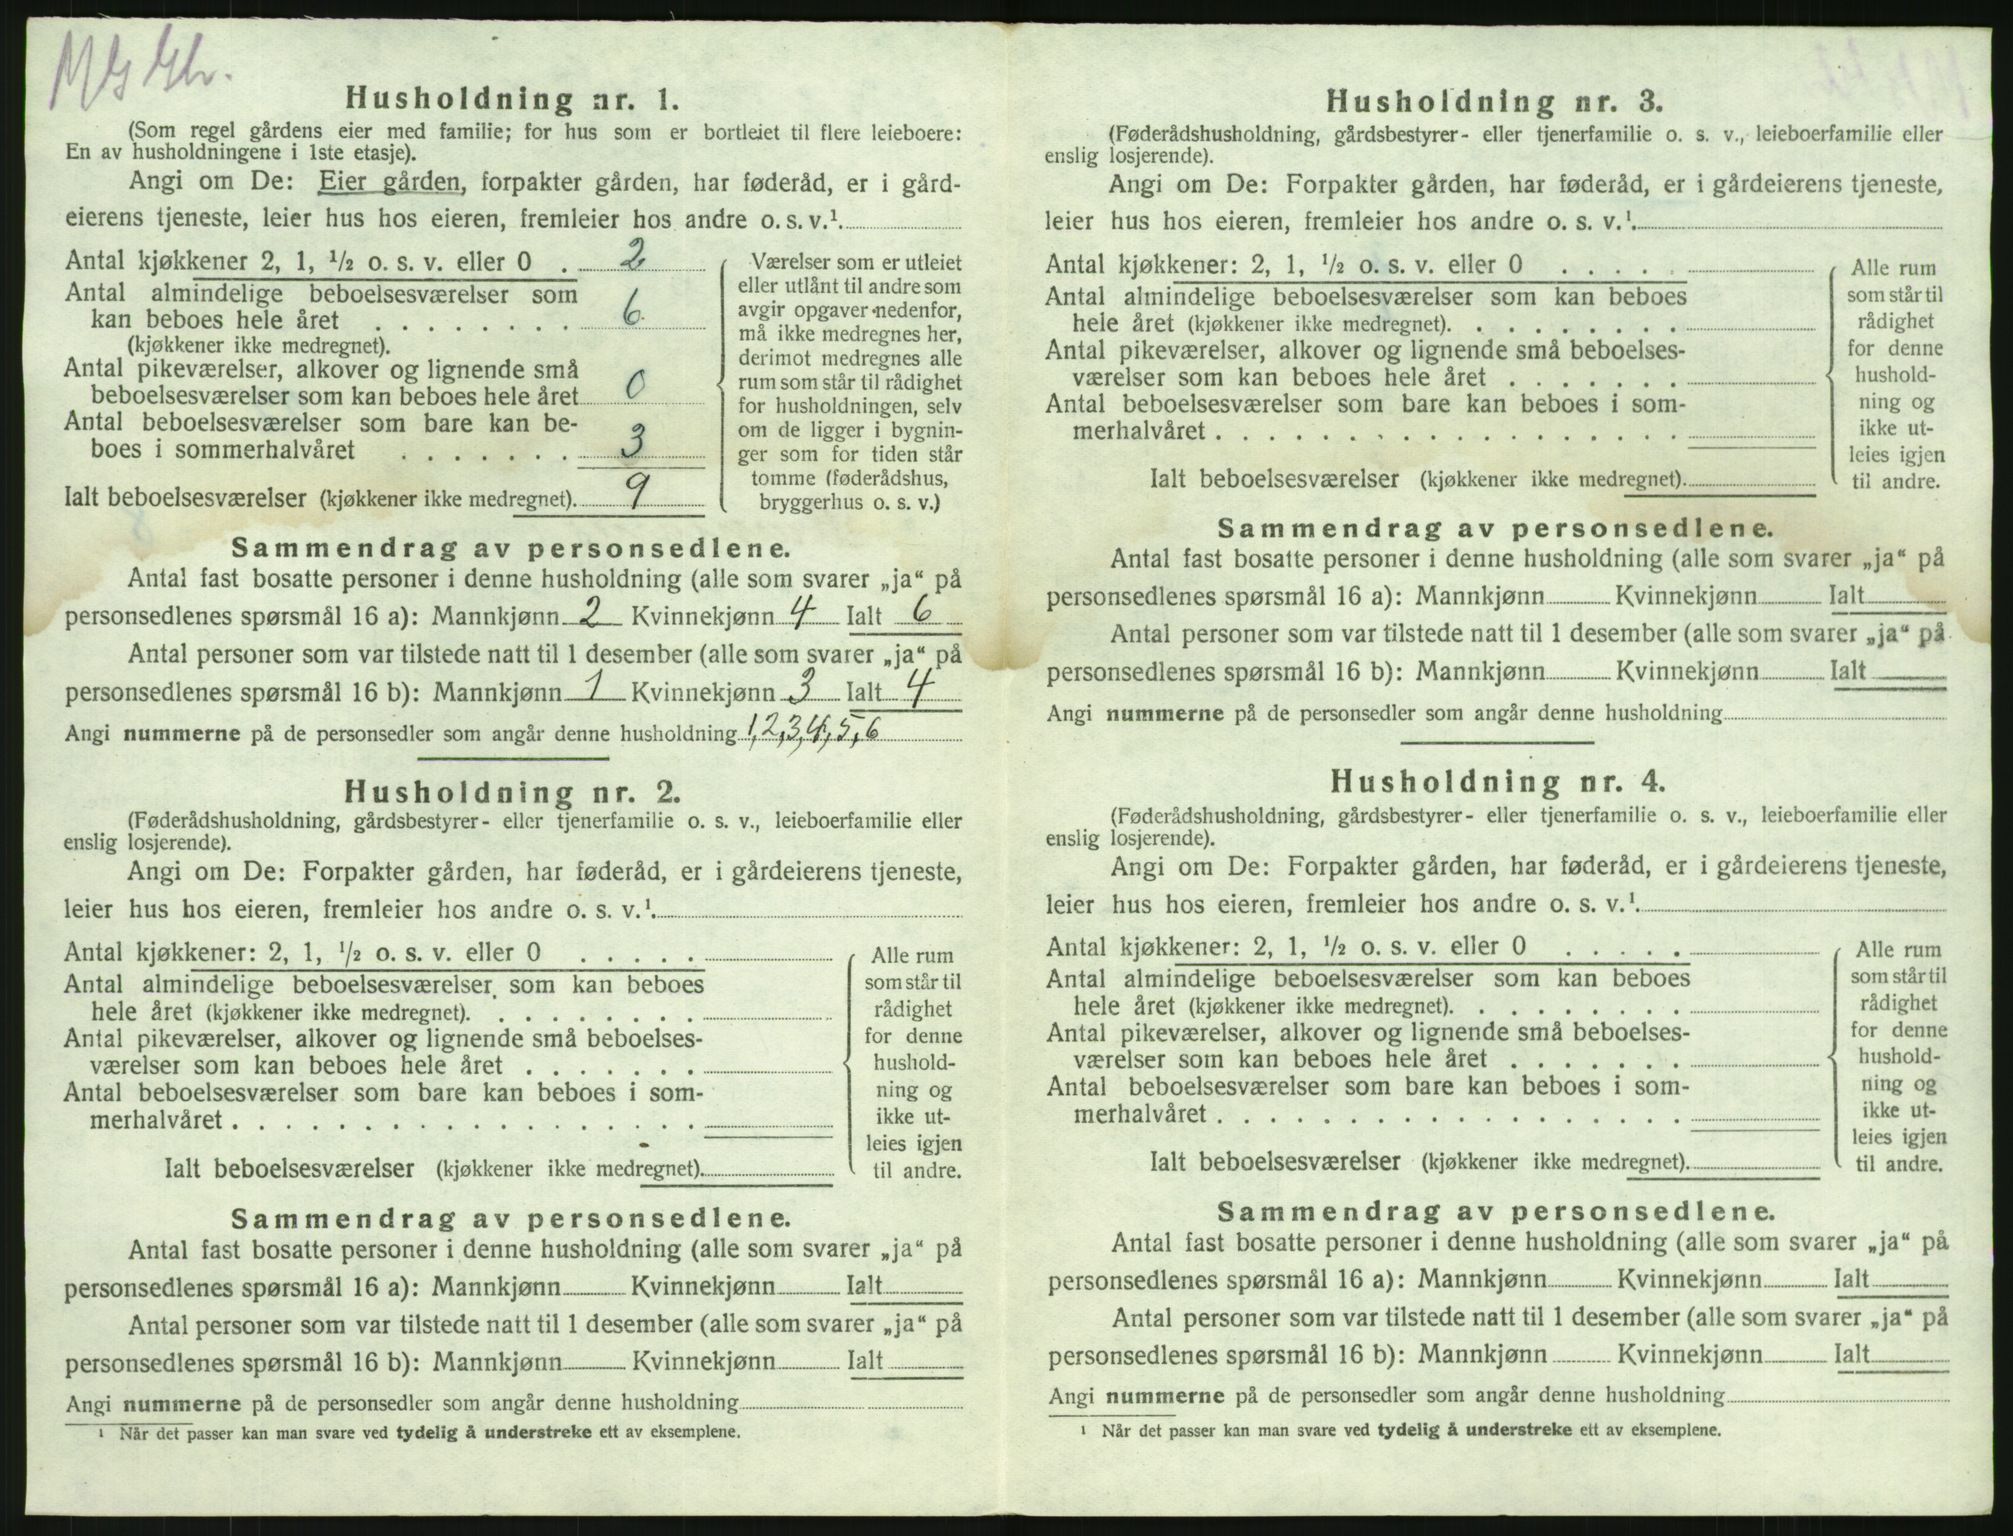 Husholdning nr. 1.
(Som regel gårdens eier med familie; for hus som er bortleiet til flere leieboere:
En av husholdningene i 1ste etasje).
Angi om De: Eier gården, forpakter gården, har føderåd, er i gård-
eierens tjeneste, leier hus hos eieren, fremleier hos andre o. s. v.¹.
Antal kjøkkener 2, 1, ½ o. s. v. eller 0 . 2
Antal almindelige beboelsesværelser som
kan beboes hele året . . . . . . . . 6
(kjøkkener ikke medregnet).
Antal pikeværelser, alkover og lignende små
beboelsesværelser som kan beboes hele året 0
Antal beboelsesværelser som bare kan be-
boes i sommerhalvåret . . . . . . . 3
Ialt beboelsesværelser (kjøkkener ikke medregnet). 9
Værelser som er utleiet
eller utlånt til andre som
avgir opgaver nedenfor,
må ikke medregnes her,
derimot medregnes alle
rum som står til rådighet
for husholdningen, selv
om de ligger i bygnin-
ger som for tiden står
tomme (føderådshus,
bryggerhus o. s. v.)
Sammendrag av personsedlene.
Antal fast bosatte personer i denne husholdning (alle som svarer „ja“ på
personsedlenes spørsmål 16 a): Mannkjønn 2 Kvinnekjønn 4 Ialt 6
Antal personer som var tilstede natt til 1 desember (alle som svarer „ja“ på
personsedlenes spørsmål 16 b): Mannkjønn 1 Kvinnekjønn 3 Ialt 4
Angi nummerne på de personsedler som angår denne husholdning 1, 2, 3, 4, 5, 6
Husholdning nr. 2.
(Føderådshusholdning, gårdsbestyrer- eller tjenerfamilie o. s. v., leieboerfamilie eller
enslig losjerende).
Angi om De: Forpakter gården, har føderåd, er i gårdeierens tjeneste,
leier hus hos eieren, fremleier hos andre o. s. v.¹.
Antal kjøkkener: 2, 1, ½ o. s. v. eller 0 . . . . .
Antal almindelige beboelsesværelser som kan beboes
hele året (kjøkkener ikke medregnet). . . . . . . . .
Antal pikeværelser, alkover og lignende små beboelses-
værelser som kan beboes hele året . . . . . . .
Antal beboelsesværelser som bare kan beboes i som-
merhalvåret . . . . . . . . . . . . . . . . . .
Ialt beboelsesværelser (kjøkkener ikke medregnet).
Alle rum
som står til
rådighet
for denne
hushold-
ning og
ikke ut-
leies igjen
til andre.
Sammendrag av personsedlene.
Antal fast bosatte personer i denne husholdning (alle som svarer „ja“ på
personsedlenes spørsmål 16 a): Mannkjønn Kvinnekjønn Ialt
Antal personer som var tilstede natt til 1 desember (alle som svarer „ja“ på
personsedlenes spørsmål 16 b): Mannkjønn Kvinnekjønn Ialt
Angi nummerne på de personsedler som angår denne husholdning
¹ Når det passer kan man svare ved tydelig å understreke ett av eksemplene.
Husholdning nr. 3.
(Føderådshusholdning, gårdsbestyrer- eller tjenerfamilie o. s. v., leieboerfamilie eller
enslig losjerende).
Angi om De: Forpakter gården, har føderåd, er i gårdeierens tjeneste,
leier hus hos eieren, fremleier hos andre o. s. v.¹.
Antal kjøkkener: 2, 1, ½ o. s. v. eller 0 . . . . .
Antal almindelige beboelsesværelser som kan beboes
hele året (kjøkkener ikke medregnet). . . . . . . . .
Antal pikeværelser, alkover og lignende små beboelses-
værelser som kan beboes hele året . . . . . . .
Antal beboelsesværelser som bare kan beboes i som-
merhalvåret . . . . . . . . . . . . . . . . . .
Ialt beboelsesværelser (kjøkkener ikke medregnet).
Alle rum
som står til
rådighet
for denne
hushold-
ning og
ikke ut-
leies igjen
til andre.
Sammendrag av personsedlene.
Antal fast bosatte personer i denne husholdning (alle som svarer „ja“ på
personsedlenes spørsmål 16 a): Mannkjønn Kvinnekjønn Ialt
Antal personer som var tilstede natt til 1 desember (alle som svarer „ja“ på
personsedlenes spørsmål 16 b): Mannkjønn Kvinnekjønn Ialt
Angi nummerne på de personsedler som angår denne husholdning
Husholdning nr. 4.
(Føderådshusholdning, gårdsbestyrer- eller tjenerfamilie o. s. v., leieboerfamilie eller
enslig losjerende).
Angi om De: Forpakter gården, har føderåd, er i gårdeierens tjeneste,
leier hus hos eieren, fremleier hos andre o. s. v.¹.
Antal kjøkkener: 2, 1, ½ o. s. v. eller 0 . . . . .
Antal almindelige beboelsesværelser som kan beboes
hele året (kjøkkener ikke medregnet). . . . . . . . .
Antal pikeværelser, alkover og lignende små beboelses-
værelser som kan beboes hele året . . . . . . .
Antal beboelsesværelser som bare kan beboes i som-
merhalvåret . . . . . . . . . . . . . . . . . .
Ialt beboelsesværelser (kjøkkener ikke medregnet).
Alle rum
som står til
rådighet
for denne
hushold-
ning og
ikke ut-
leies igjen
til andre.
Sammendrag av personsedlene.
Antal fast bosatte personer i denne husholdning (alle som svarer „ja“ på
personsedlenes spørsmål 16 a): Mannkjønn Kvinnekjønn Ialt
Antal personer som var tilstede natt til 1 desember (alle som svarer „ja“ på
personsedlenes spørsmål 16 b): Mannkjønn Kvinnekjønn Ialt
Angi nummerne på de personsedler som angår denne husholdning
¹ Når det passer kan man svare ved tydelig å understreke ett av eksemplene.